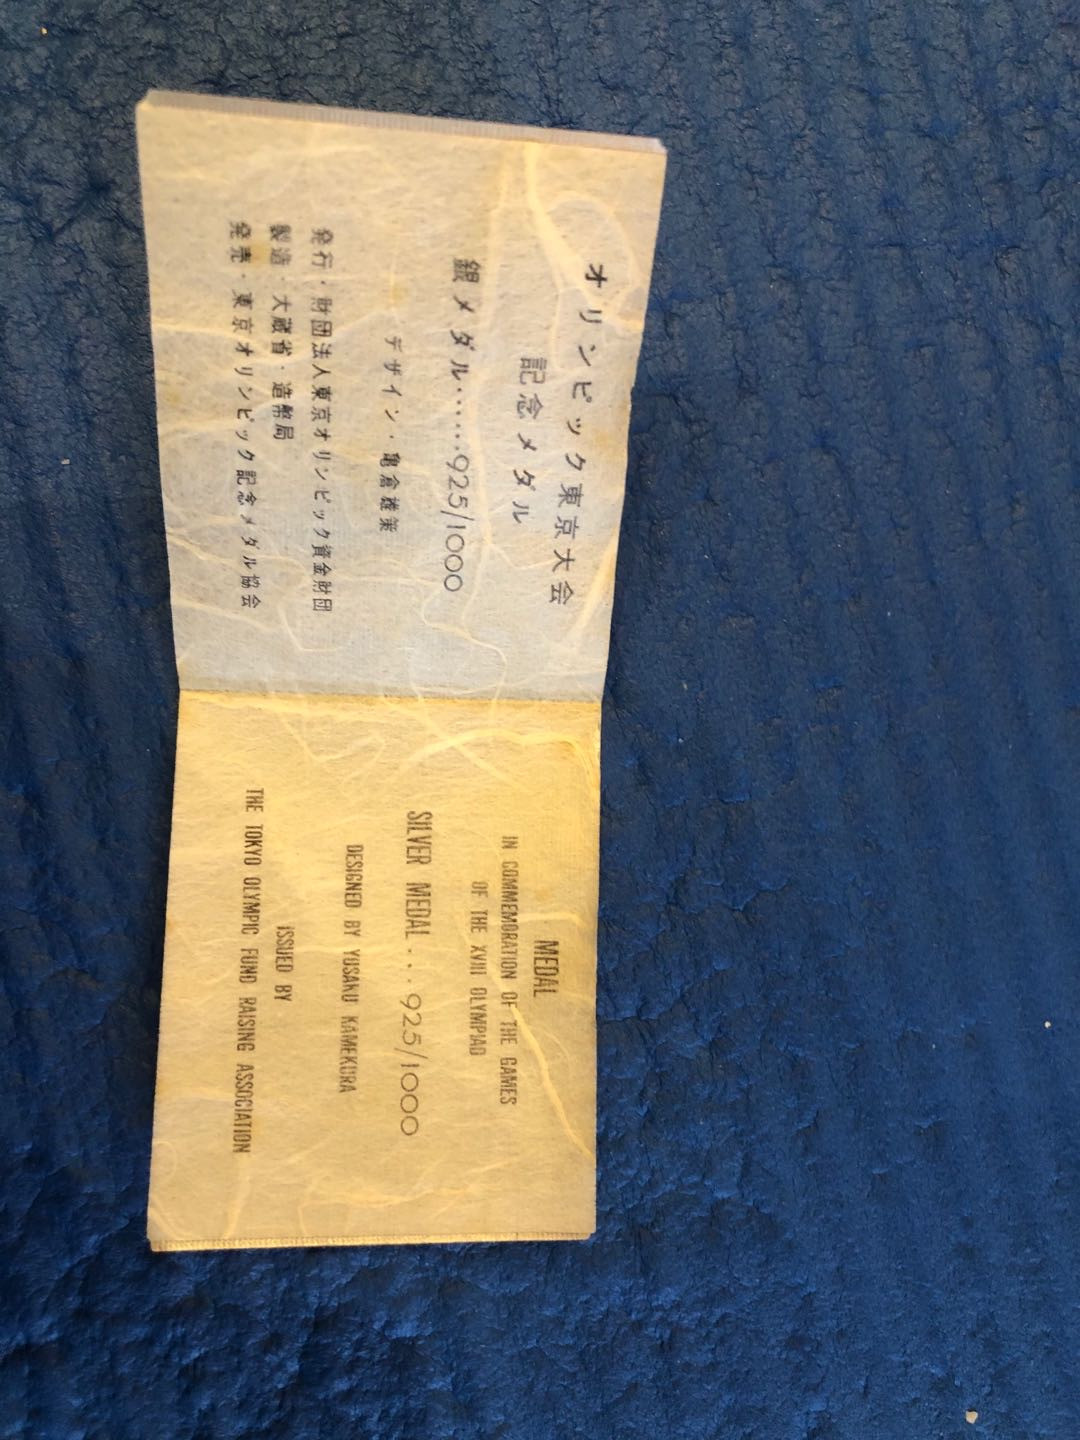 オリンピック東京大会
記念メダル
銀メダル……925/1000
デザイン・亀倉雄策
発行・財団法人東京オリンピック資金財団
製造・大蔵省・造幣局
発売・東京オリンピック記念メダル協会
MEDAL
IN COMMEMORATION OF THE GAMES
OF THE XVIII OLYMPIAD
SILVER MEDAL...925/1000
DESIGNED BY YUSAKU KAMEKURA
ISSUED BY
THE TOKYO OLYMPIC FUND RAISING ASSOCIATION